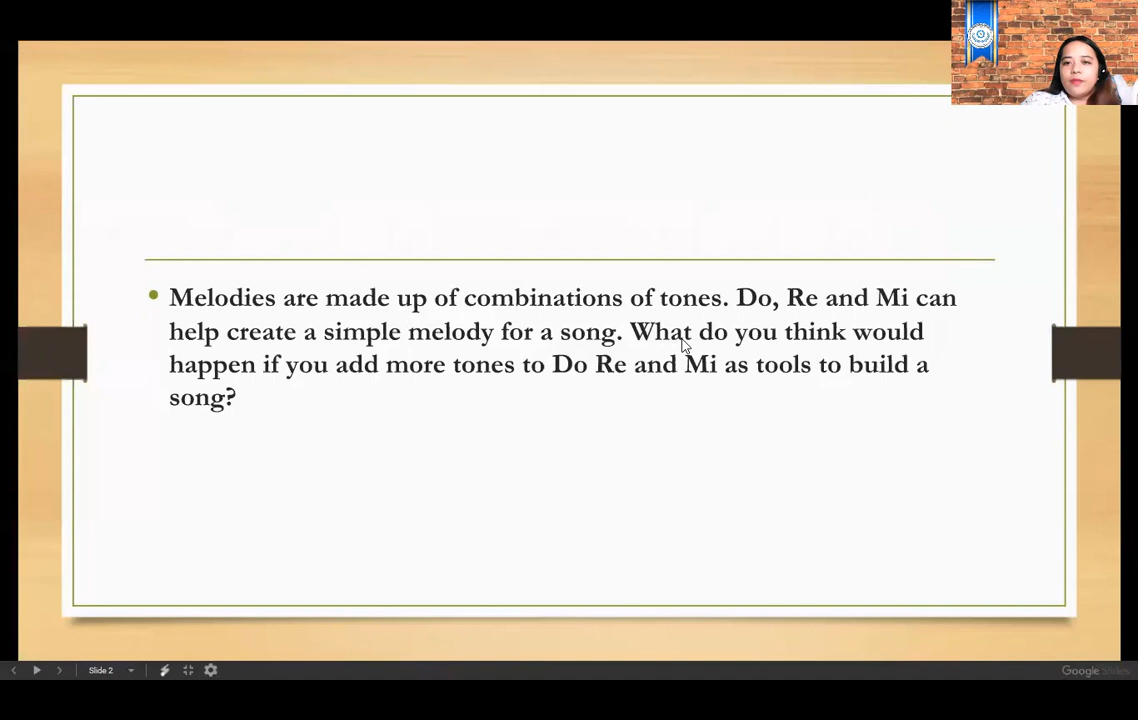 Melodies are made up of combinations of tones. Do, Re and Mi can
help create a simple melody for a song. What do you think would
happen if you add more tones to Do Re and Mi as tools to build a
song?
Slide 2
Google Slides